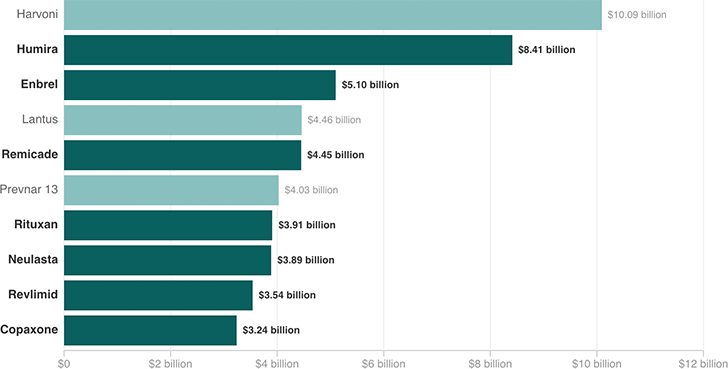 Harvoni $10.09 billion
Humira $8.41 billion
Enbrel $5.10 billion
Lantus $4.46 billion
Remicade $4.45 billion
Prevnar 13 $4.03 billion
Rituxan $3.91 billion
Neulasta $3.89 billion
Revlimid $3.54 billion
Copaxone $3.24 billion
$0 $2 billion $4 billion $6 billion $8 billion $10 billion $12 billion